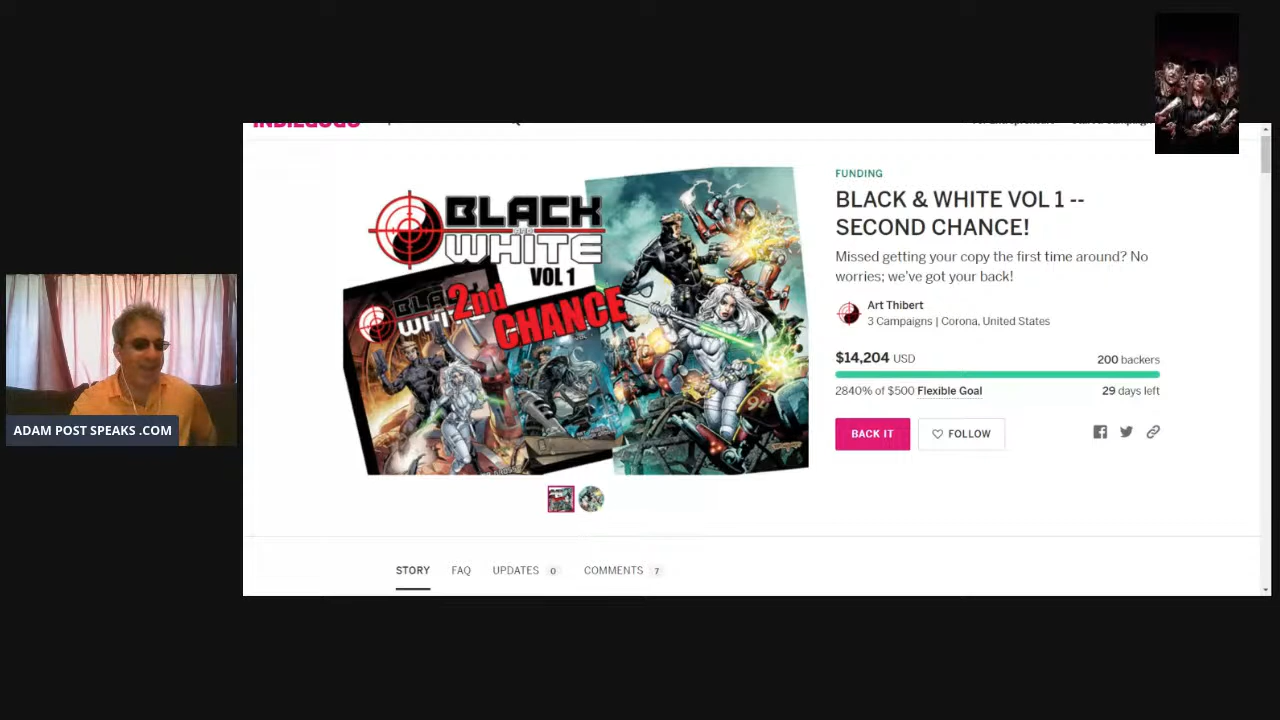 INDIEGOGO
FUNDING
BLACK & WHITE VOL 1 --
SECOND CHANCE!
Missed getting your copy the first time around? No
worries; we've got your back!
Art Thibert
3 Campaigns | Corona, United States
$14,204 USD
200 backers
2840% of $500 Flexible Goal
29 days left
BACK IT
FOLLOW
BLACK
AND
WHITE
VOL 1
2nd
CHANCE
STORY
FAQ
UPDATES 0
COMMENTS 7
ADAM POST SPEAKS .COM